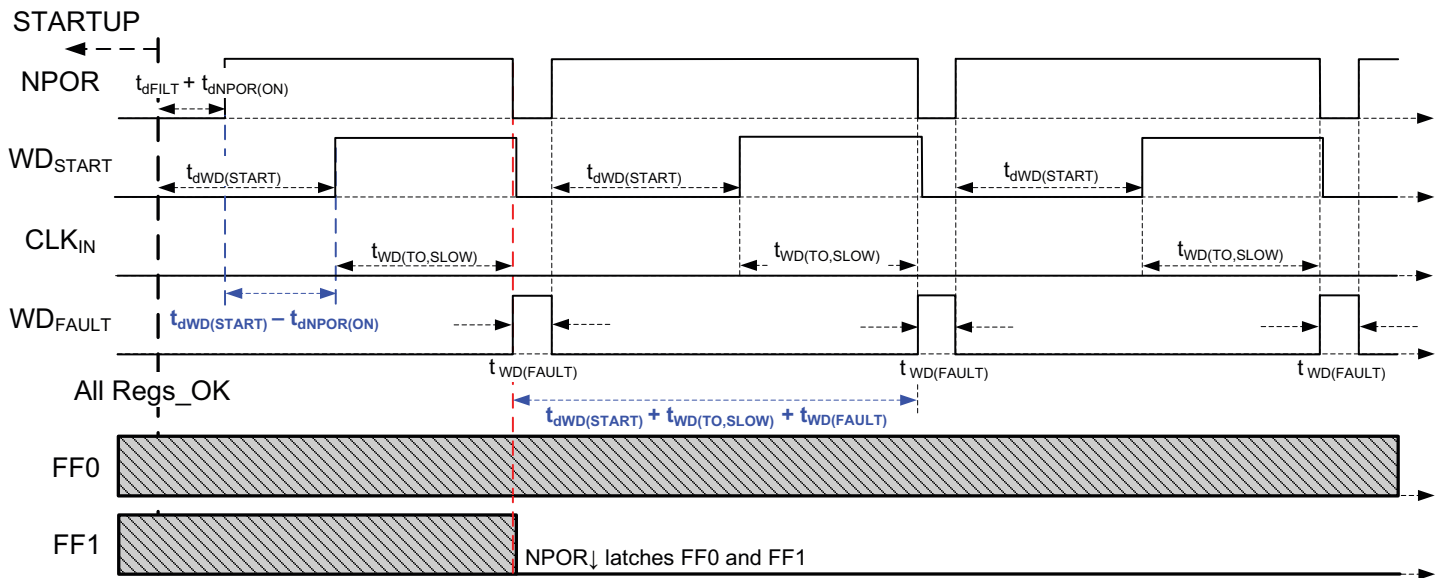 STARTUP
NPOR
tdFILT + tdNPOR(ON)
WDSTART
tdWD(START)
tdWD(START)
tdWD(START)
CLKIN
tWD(TO,SLOW)
tWD(TO,SLOW)
tWD(TO,SLOW)
WDFAULT
tdWD(START) – tdNPOR(ON)
tWD(FAULT)
tWD(FAULT)
tWD(FAULT)
All Regs_OK
tdWD(START) + tWD(TO,SLOW) + tWD(FAULT)
FF0
FF1
NPOR↓ latches FF0 and FF1